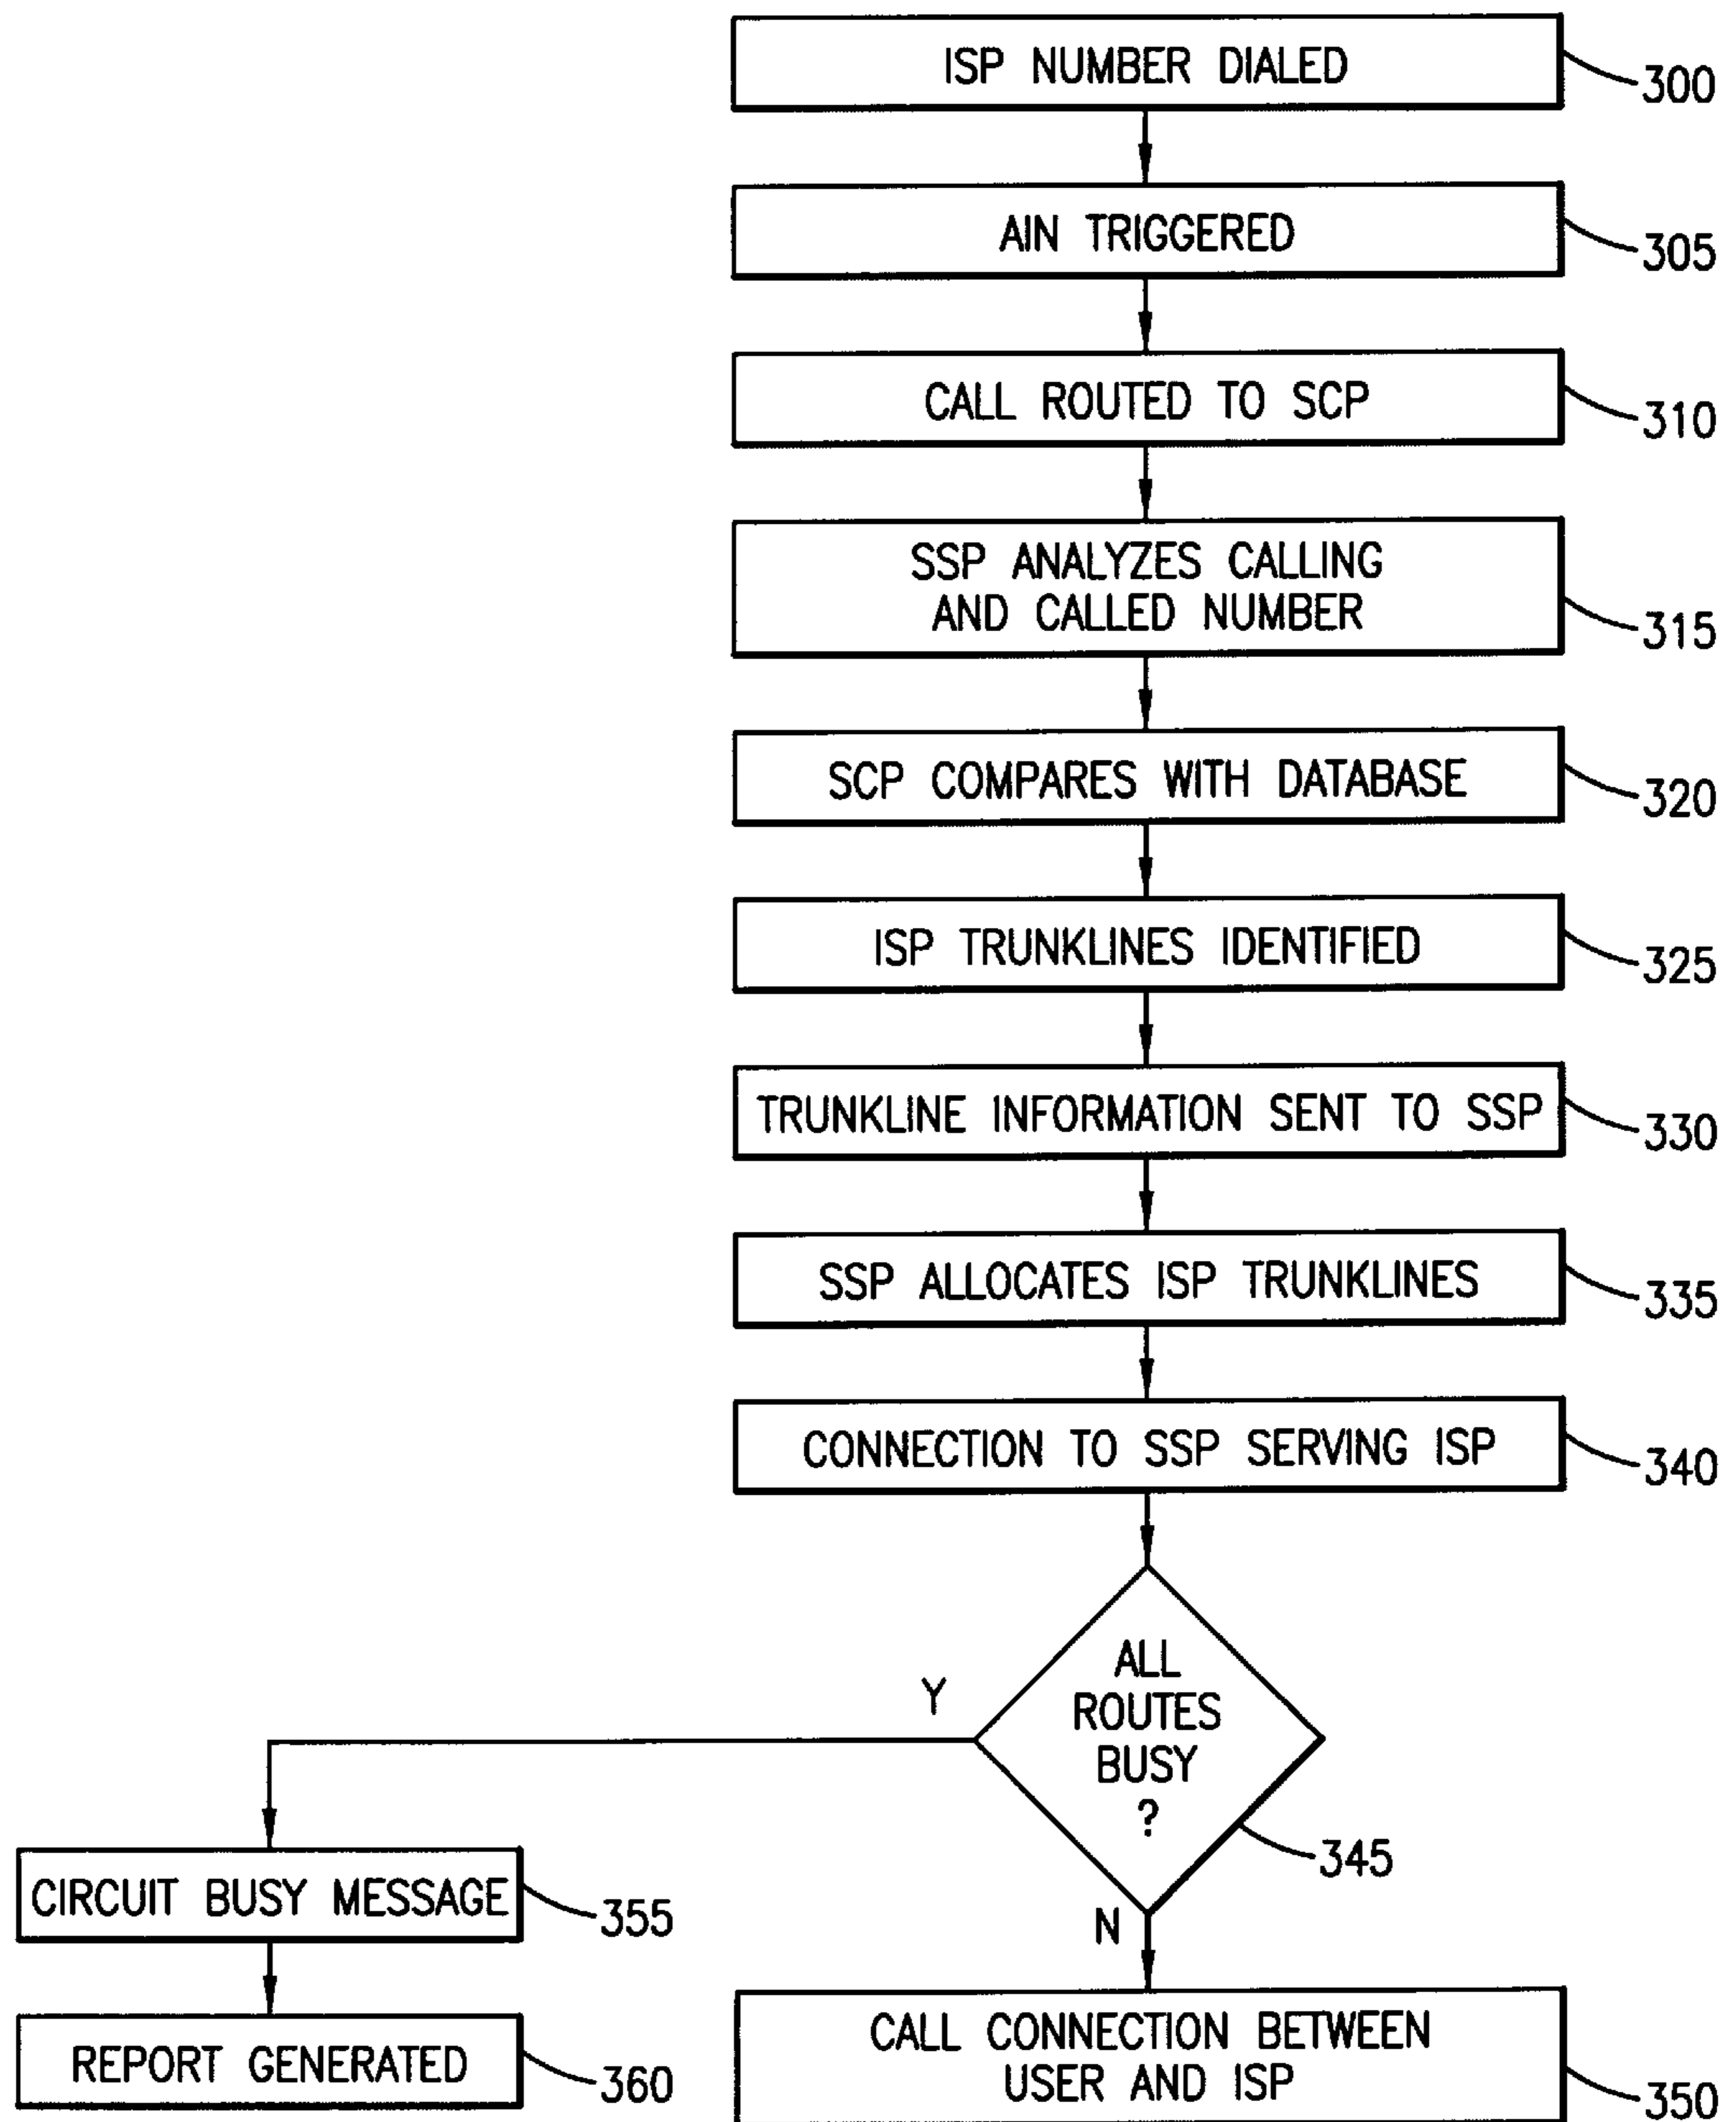 ISP NUMBER DIALED
300
AIN TRIGGERED
305
CALL ROUTED TO SCP
310
SSP ANALYZES CALLING
AND CALLED NUMBER
315
SCP COMPARES WITH DATABASE
320
ISP TRUNKLINES IDENTIFIED
325
TRUNKLINE INFORMATION SENT TO SSP
330
SSP ALLOCATES ISP TRUNKLINES
335
CONNECTION TO SSP SERVING ISP
340
ALL
ROUTES
BUSY
?
345
Y
N
CIRCUIT BUSY MESSAGE
355
REPORT GENERATED
360
CALL CONNECTION BETWEEN
USER AND ISP
350